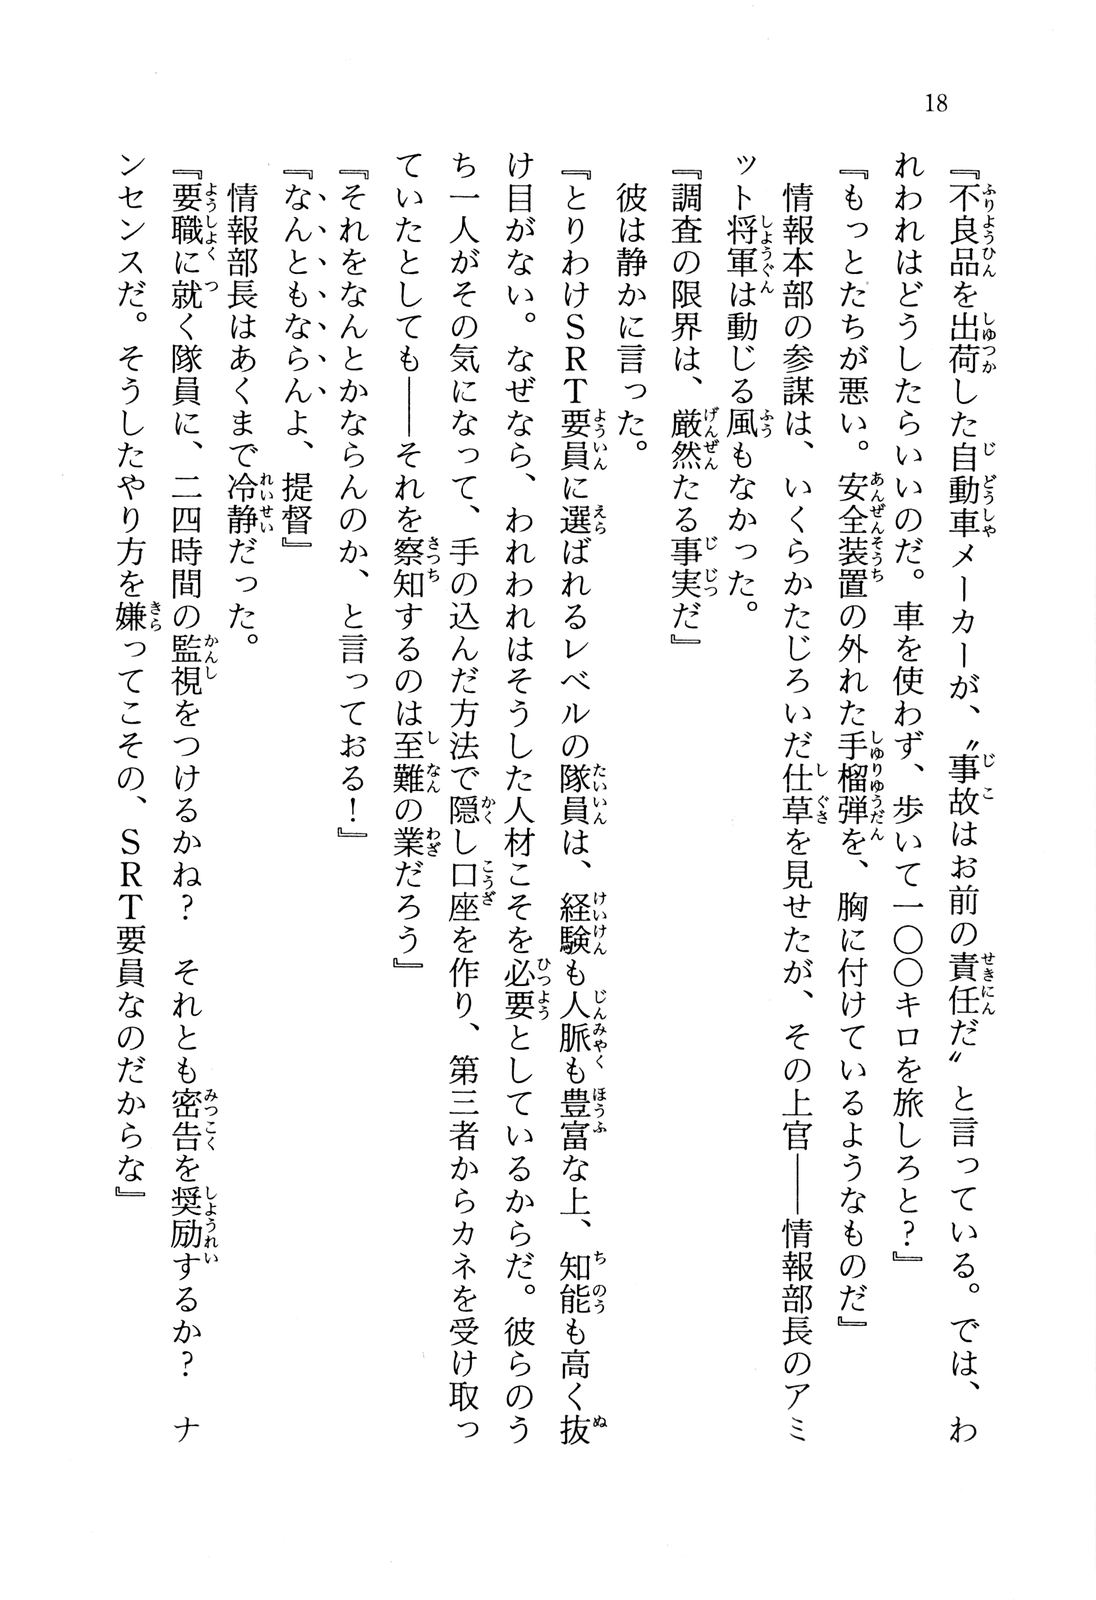 18
『不良品を出荷した自動車メーカーが、〝事故はお前の責任だ〟と言っている。では、わ
れわれはどうしたらいいのだ。車を使わず、歩いて一〇〇キロを旅しろと？』
『もっとたちが悪い。安全装置の外れた手榴弾を、胸に付けているようなものだ』
　情報本部の参謀は、いくらかたじろいだ仕草を見せたが、その上官――情報部長のアミ
ット将軍は動じる風もなかった。
『調査の限界は、厳然たる事実だ』
　彼は静かに言った。
『とりわけＳＲＴ要員に選ばれるレベルの隊員は、経験も人脈も豊富な上、知能も高く抜
け目がない。なぜなら、われわれはそうした人材こそを必要としているからだ。彼らのう
ち一人がその気になって、手の込んだ方法で隠し口座を作り、第三者からカネを受け取っ
ていたとしても――それを察知するのは至難の業だろう』
『それをなんとかならんのか、と言っておる！』
『なんともならんよ、提督』
　情報部長はあくまで冷静だった。
『要職に就く隊員に、二四時間の監視をつけるかね？　それとも密告を奨励するか？　ナ
ンセンスだ。そうしたやり方を嫌ってこその、ＳＲＴ要員なのだからな』